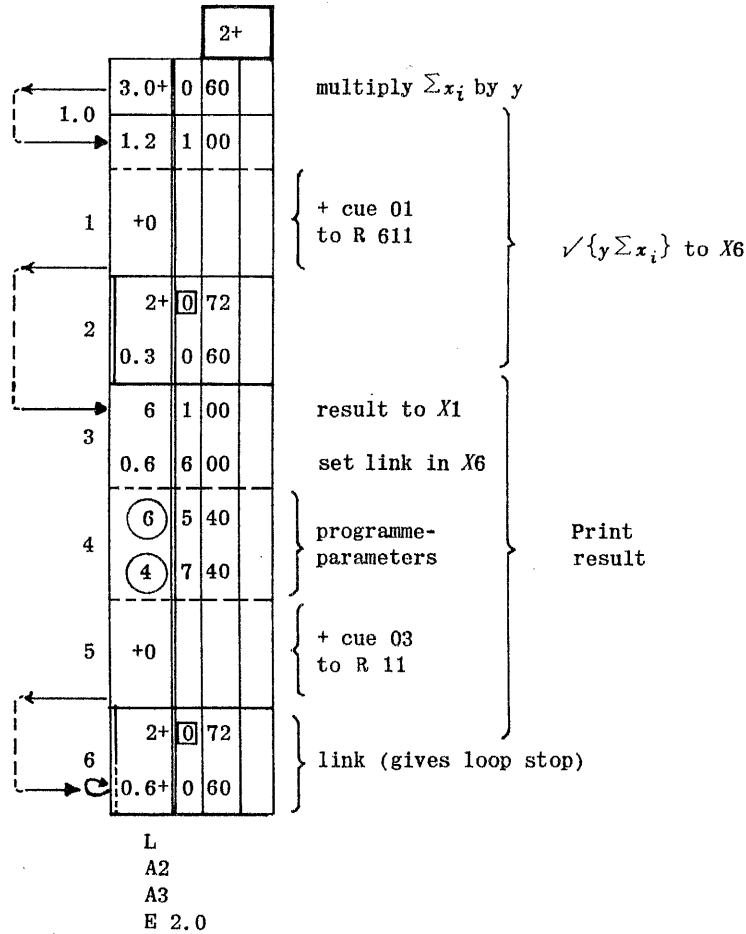 2+
3.0+ 0 60 multiply Σxᵢ by y
1.0
1.2 1 00
1 +0 + cue 01
to R 611
√{y Σxᵢ} to X6
2+ 0 72
2
0.3 0 60
6 1 00 result to X1
3
0.6 6 00 set link in X6
6 5 40 programme-
4 parameters
4 7 40
Print
result
5 +0 + cue 03
to R 11
2+ 0 72
6 link (gives loop stop)
0.6+ 0 60
L
A2
A3
E 2.0